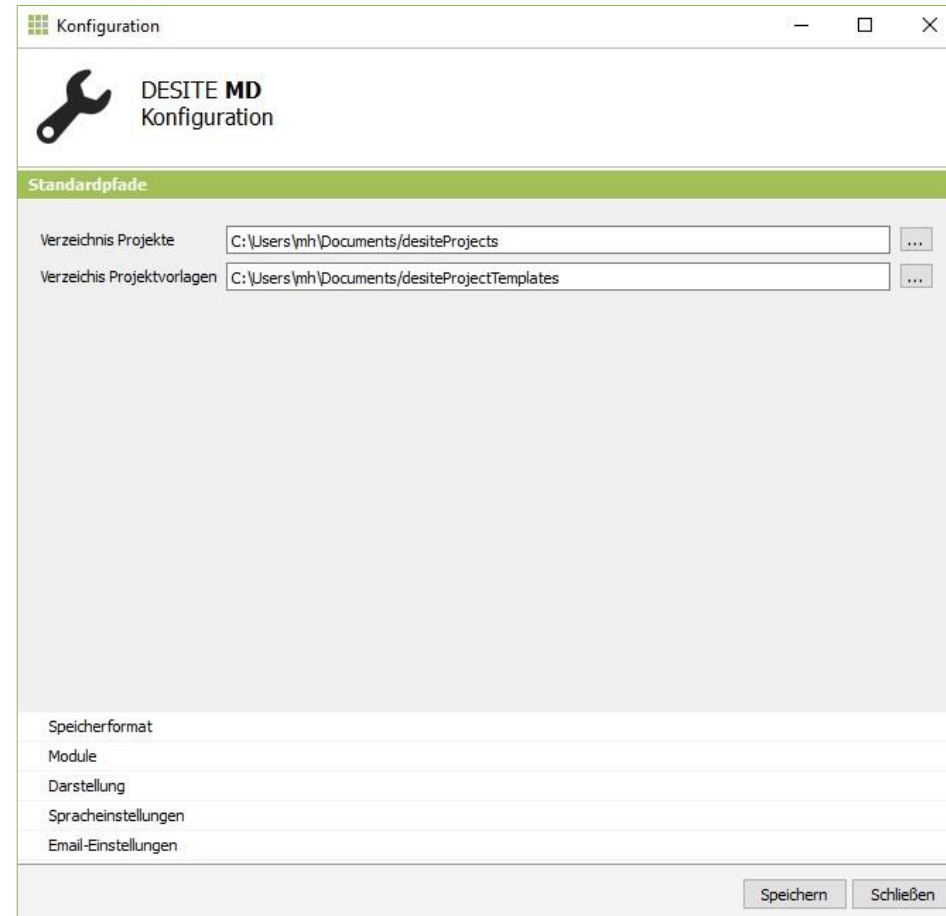 Konfiguration
DESITE MD
Konfiguration
Standardpfade
Verzeichnis Projekte C:\Users\mh\Documents/desiteProjects ...
Verzeichis Projektvorlagen C:\Users\mh\Documents/desiteProjectTemplates ...
Speicherformat
Module
Darstellung
Spracheinstellungen
Email-Einstellungen
Speichern Schließen